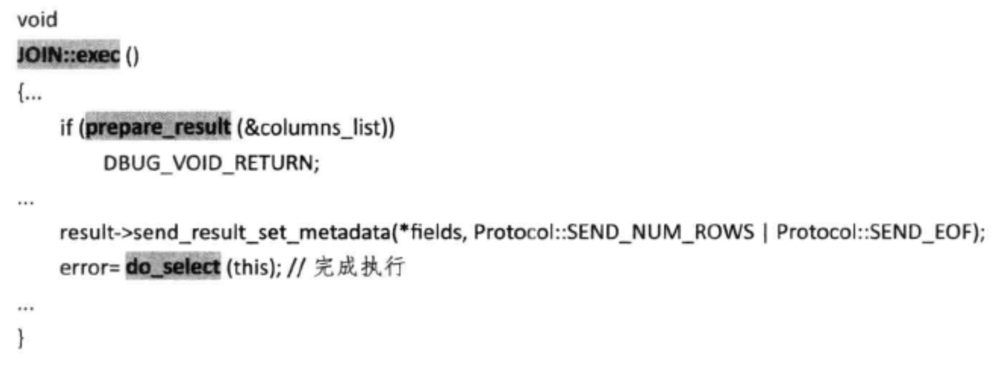 void
JOIN::exec ()
{...
if (prepare_result (&columns_list))
DBUG_VOID_RETURN;
...
result->send_result_set_metadata(*fields, Protocol::SEND_NUM_ROWS | Protocol::SEND_EOF);
error= do_select (this); // 完成执行
...
}